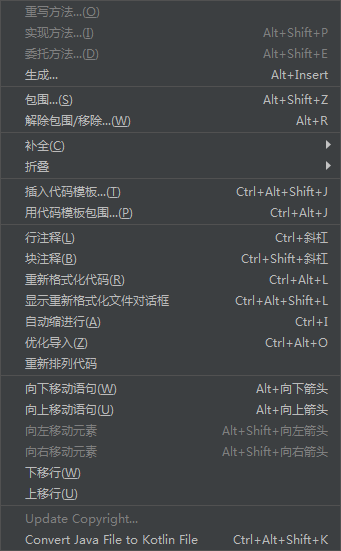 重写方法...(O)
实现方法...(I) Alt+Shift+P
委托方法...(D) Alt+Shift+E
生成... Alt+Insert
包围...(S) Alt+Shift+Z
解除包围/移除...(W) Alt+R
补全(C)
折叠
插入代码模板...(T) Ctrl+Alt+Shift+J
用代码模板包围...(P) Ctrl+Alt+J
行注释(L) Ctrl+斜杠
块注释(B) Ctrl+Shift+斜杠
重新格式化代码(R) Ctrl+Alt+L
显示重新格式化文件对话框 Ctrl+Alt+Shift+L
自动缩进行(A) Ctrl+I
优化导入(Z) Ctrl+Alt+O
重新排列代码
向下移动语句(W) Alt+向下箭头
向上移动语句(U) Alt+向上箭头
向左移动元素 Alt+Shift+向左箭头
向右移动元素 Alt+Shift+向右箭头
下移行(W)
上移行(U)
Update Copyright...
Convert Java File to Kotlin File Ctrl+Alt+Shift+K